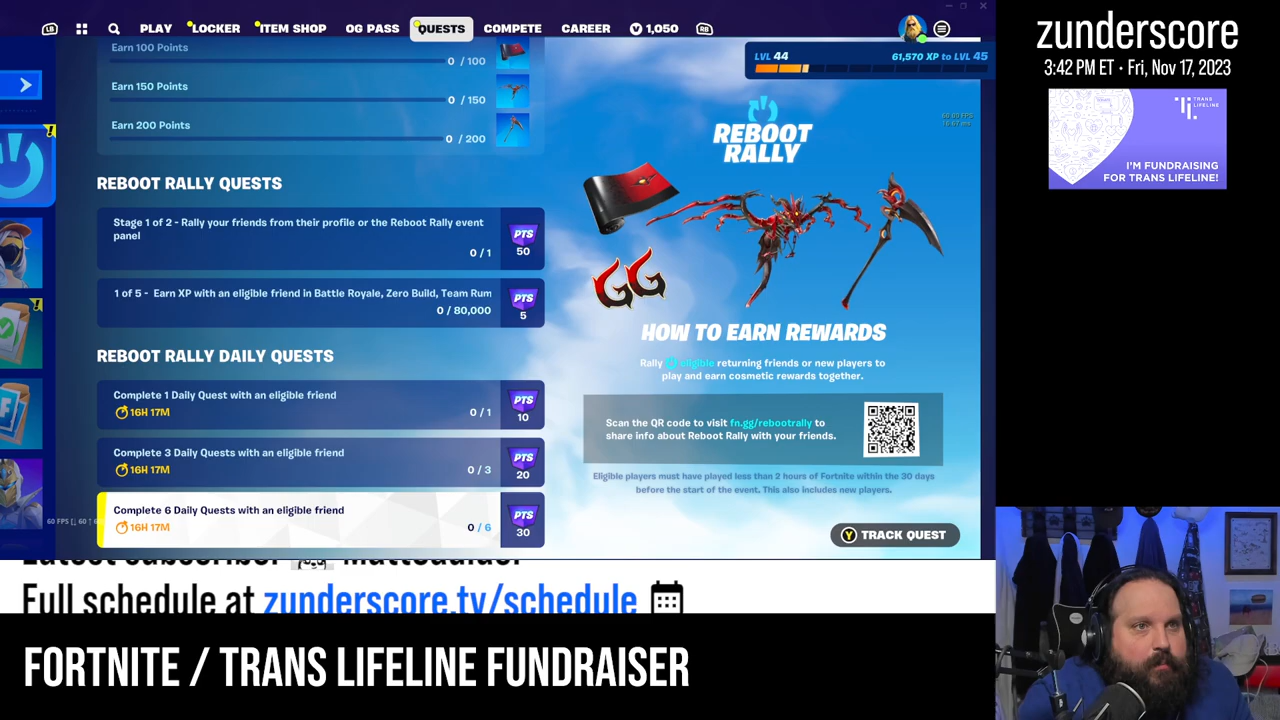 LB PLAY LOCKER ITEM SHOP OG PASS QUESTS COMPETE CAREER 1,050 RB
Earn 100 Points
0 / 100
Earn 150 Points
0 / 150
Earn 200 Points
0 / 200
REBOOT RALLY QUESTS
Stage 1 of 2 - Rally your friends from their profile or the Reboot Rally event
panel
0 / 1
PTS
50
1 of 5 - Earn XP with an eligible friend in Battle Royale, Zero Build, Team Rum
0 / 80,000
PTS
5
REBOOT RALLY DAILY QUESTS
Complete 1 Daily Quest with an eligible friend
16H 17M
0 / 1
PTS
10
Complete 3 Daily Quests with an eligible friend
16H 17M
0 / 3
PTS
20
Complete 6 Daily Quests with an eligible friend
16H 17M
0 / 6
PTS
30
LVL 44 61,570 XP to LVL 45
REBOOT
RALLY
GG
HOW TO EARN REWARDS
Rally eligible returning friends or new players to
play and earn cosmetic rewards together.
Scan the QR code to visit fn.gg/rebootrally to
share info about Reboot Rally with your friends.
Eligible players must have played less than 2 hours of Fortnite within the 30 days
before the start of the event. This also includes new players.
Y TRACK QUEST
zunderscore
3:42 PM ET • Fri, Nov 17, 2023
TRANS
LIFELINE
I'M FUNDRAISING
FOR TRANS LIFELINE!
Full schedule at zunderscore.tv/schedule
FORTNITE / TRANS LIFELINE FUNDRAISER